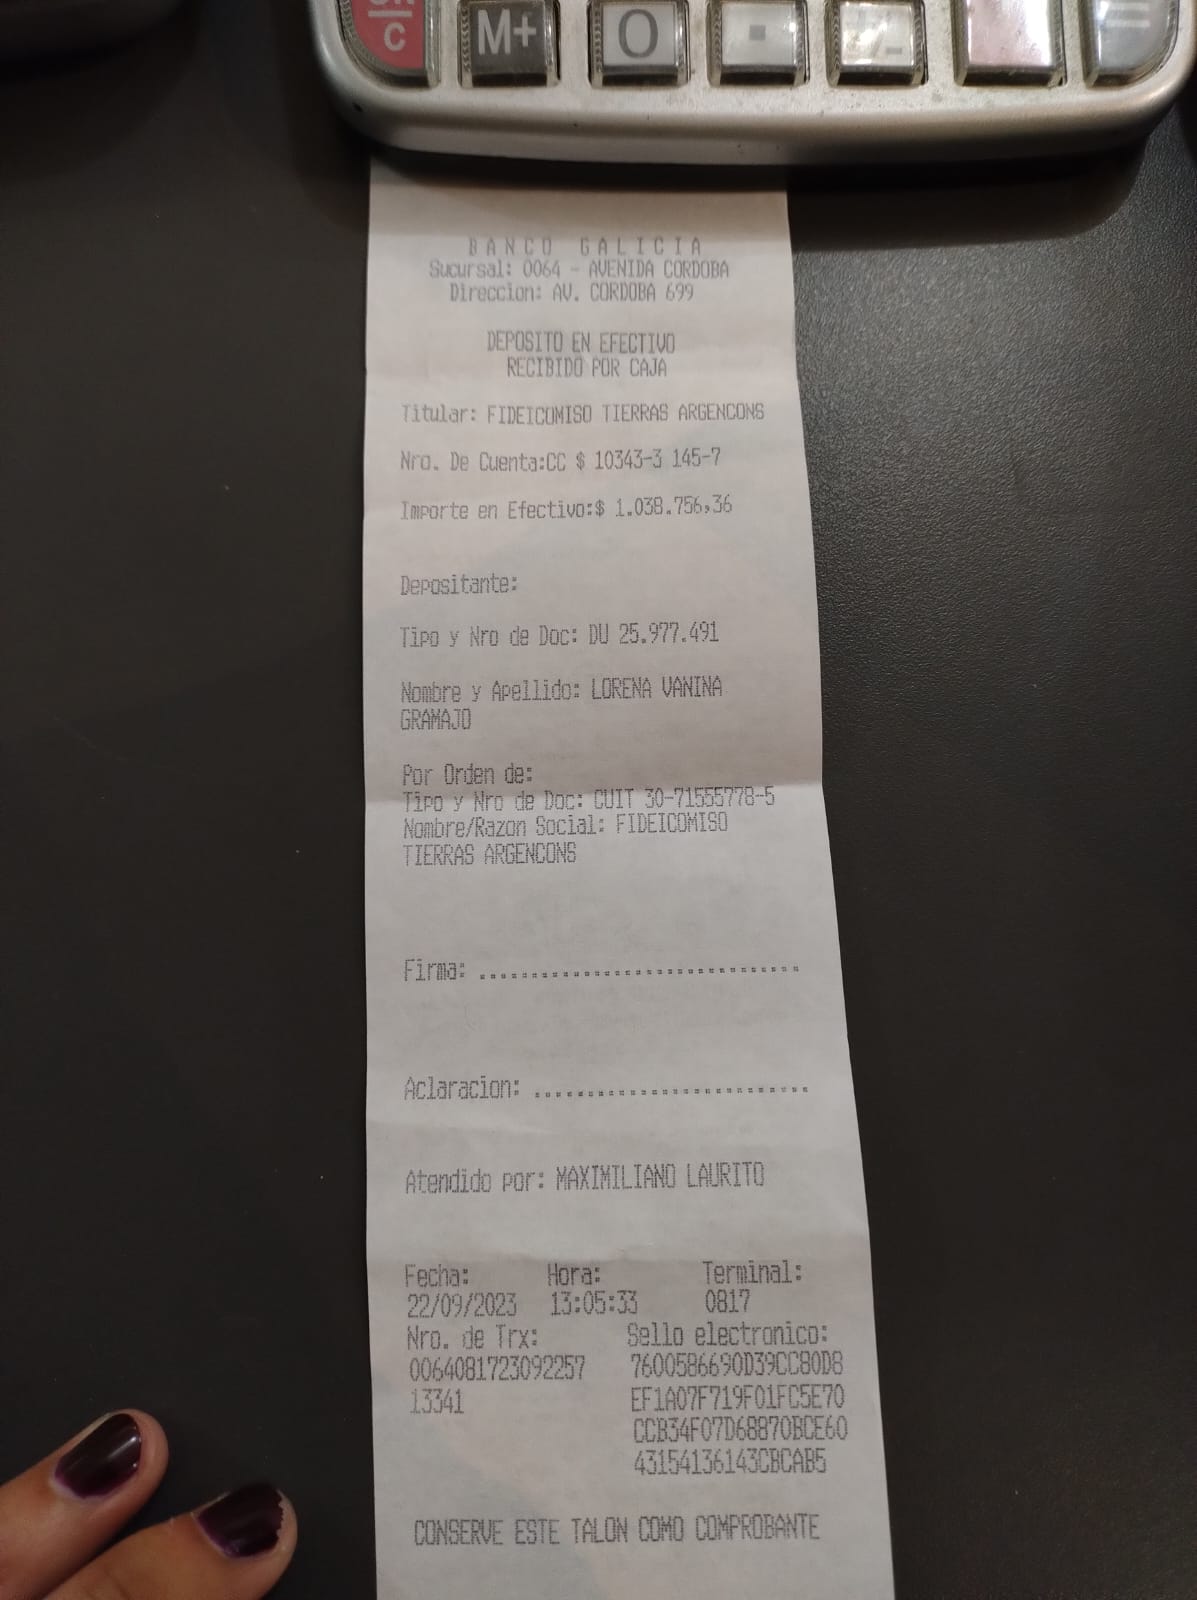 M+
0
C
BANCO GALICIA
Sucursal: 0064 - AVENIDA CORDOBA
Direccion: AV. CORDOBA 699
DEPOSITO EN EFECTIVO
RECIBIDO POR CAJA
Titular: FIDEICOMISO TIERRAS ARGENCONS
Nro. De Cuenta:CC $ 10343-3 145-7
Importe en Efectivo:$ 1.038.756,36
Depositante:
Tipo y Nro de Doc: DU 25.977.491
Nombre y Apellido: LORENA VANINA
GRAMAJO
Por Orden de:
Tipo y Nro de Doc: CUIT 30-71555778-5
Nombre/Razon Social: FIDEICOMISO
TIERRAS ARGENCONS
Firma: ..............................
Aclaracion: ..........................
Atendido por: MAXIMILIANO LAURITO
Fecha: Hora: Terminal:
22/09/2023 13:05:33 0817
Nro. de Trx: Sello electronico:
0064081723092257 7600586690D39CC80D8
13341 EF1A07F719F01FC5E70
CCB34F07D68870BCE60
43154136143CBCAB5
CONSERVE ESTE TALON COMO COMPROBANTE